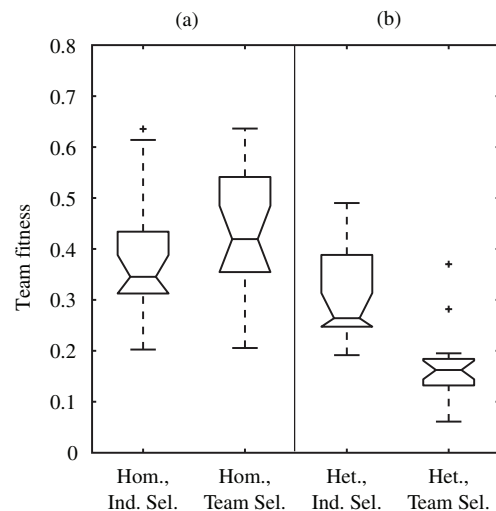 (a) (b)
0.8
0.7
0.6
0.5
0.4
0.3
0.2
0.1
0
Team fitness
Hom., Hom., Het., Het.,
Ind. Sel. Team Sel. Ind. Sel. Team Sel.